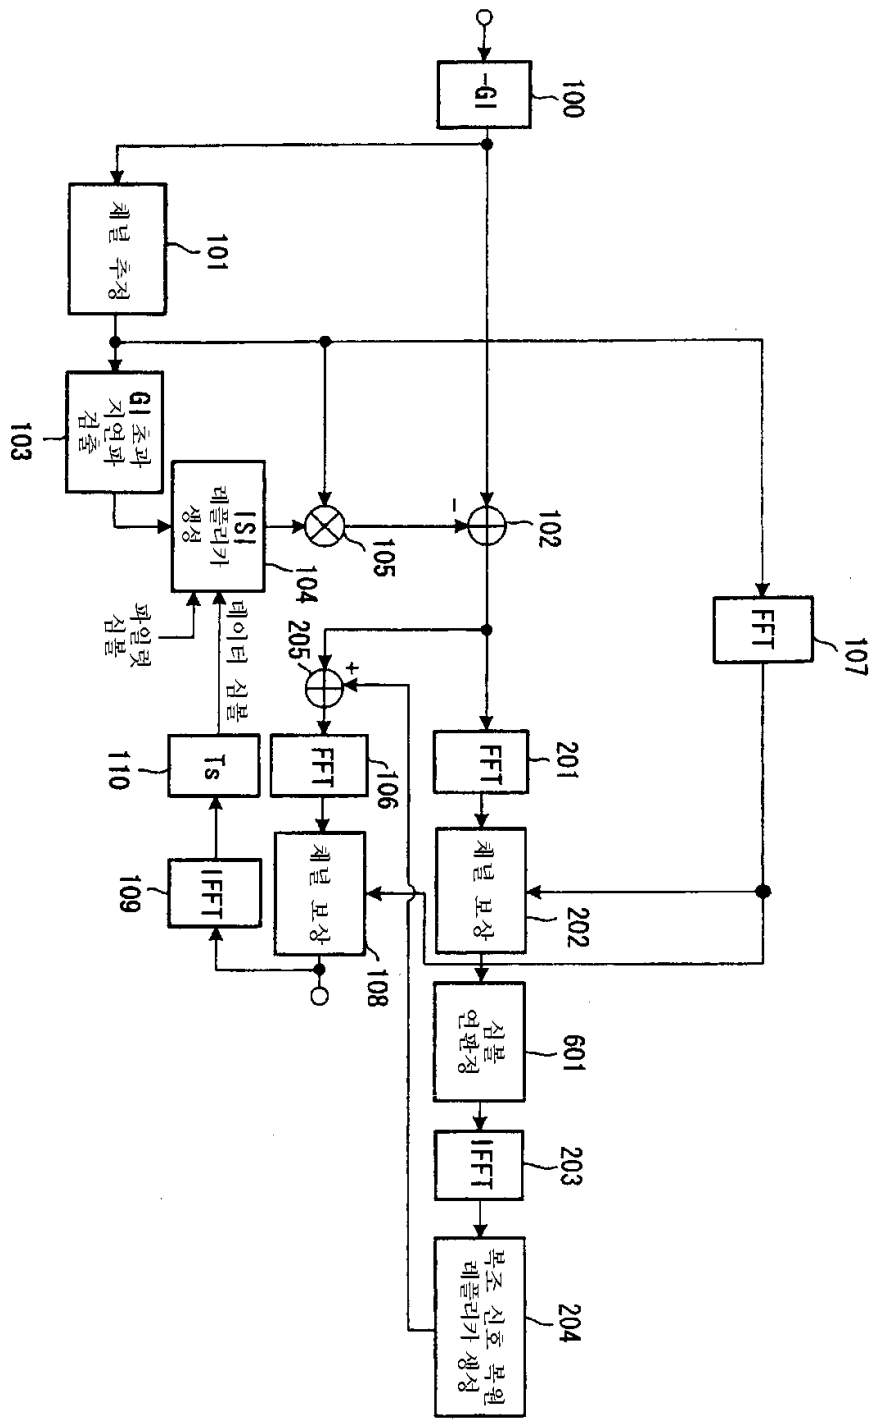 100
-GI
101
채널 추정
107
FFT
102
-
103
GI 초과
지연파
검출
104
ISI
레플리카
생성
105
파일럿
심볼
데이터 심볼
205
+
201
FFT
106
FFT
110
Ts
202
채널 보상
108
채널 보상
109
IFFT
601
심볼
연판정
203
IFFT
204
복조 신호 복원
레플리카 생성